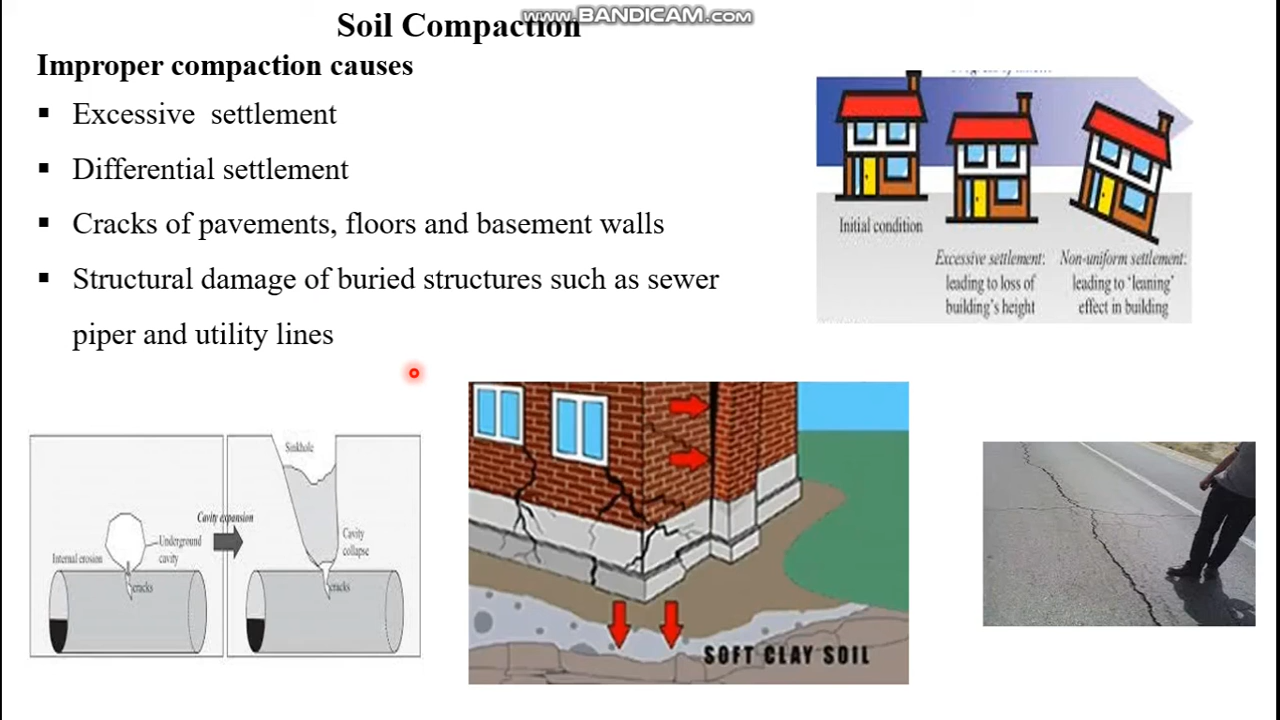 www.BANDICAM.com
Soil Compaction
Improper compaction causes
▪ Excessive settlement
▪ Differential settlement
▪ Cracks of pavements, floors and basement walls
▪ Structural damage of buried structures such as sewer
piper and utility lines
Initial condition
Excessive settlement:
leading to loss of
building's height
Non-uniform settlement:
leading to 'leaning'
effect in building
Sinkhole
Cavity expansion
Underground
cavity
Internal erosion
cracks
Cavity
collapse
cracks
SOFT CLAY SOIL